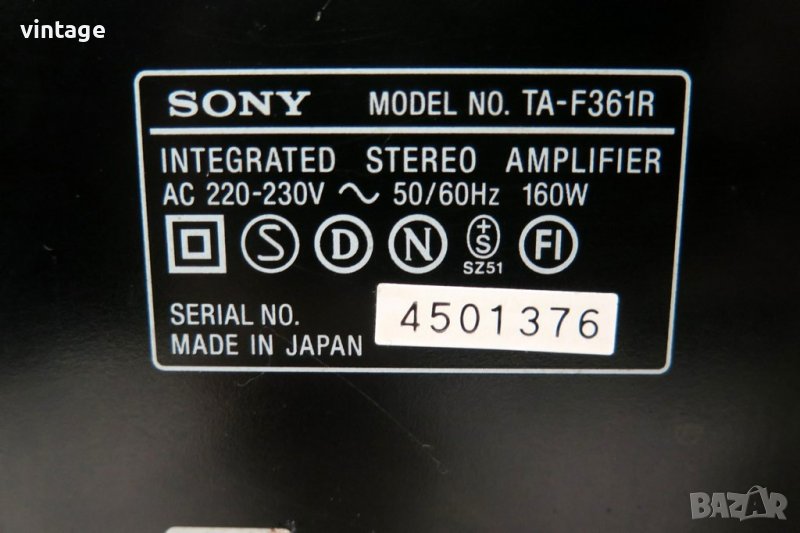 vintage
SONY MODEL NO. TA-F361R
INTEGRATED STEREO AMPLIFIER
AC 220-230V ~ 50/60Hz 160W
S D N +S FI
SZ51
SERIAL NO. 4501376
MADE IN JAPAN
BAZAR